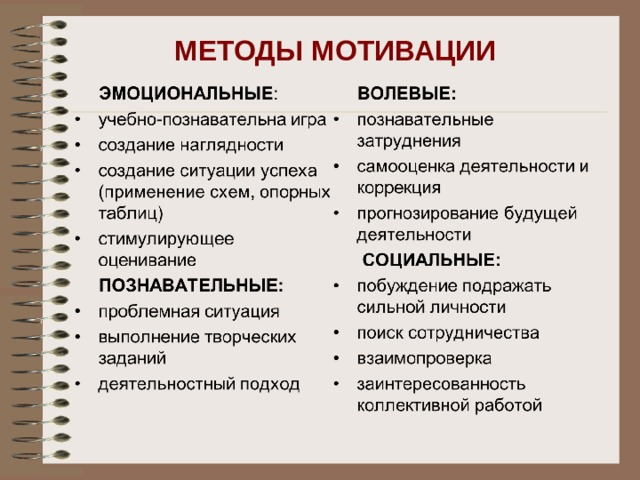 МЕТОДЫ МОТИВАЦИИ
ЭМОЦИОНАЛЬНЫЕ:
• учебно-познавательна игра
• создание наглядности
• создание ситуации успеха
(применение схем, опорных
таблиц)
• стимулирующее
оценивание
ПОЗНАВАТЕЛЬНЫЕ:
• проблемная ситуация
• выполнение творческих
заданий
• деятельностный подход
ВОЛЕВЫЕ:
• познавательные
затруднения
• самооценка деятельности и
коррекция
• прогнозирование будущей
деятельности
СОЦИАЛЬНЫЕ:
• побуждение подражать
сильной личности
• поиск сотрудничества
• взаимопроверка
• заинтересованность
коллективной работой